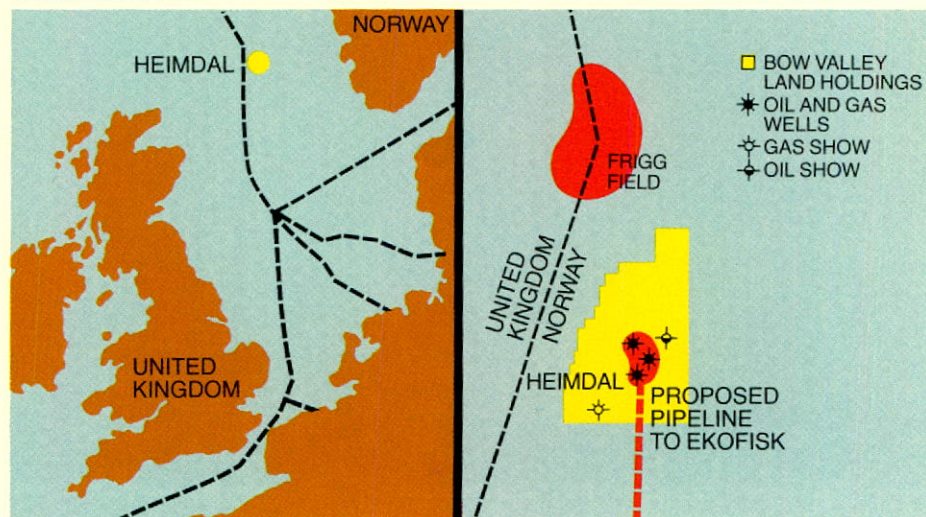 NORWAY
HEIMDAL
UNITED
KINGDOM
FRIGG
FIELD
UNITED
KINGDOM
NORWAY
HEIMDAL
PROPOSED
PIPELINE
TO EKOFISK
BOW VALLEY
LAND HOLDINGS
OIL AND GAS
WELLS
GAS SHOW
OIL SHOW